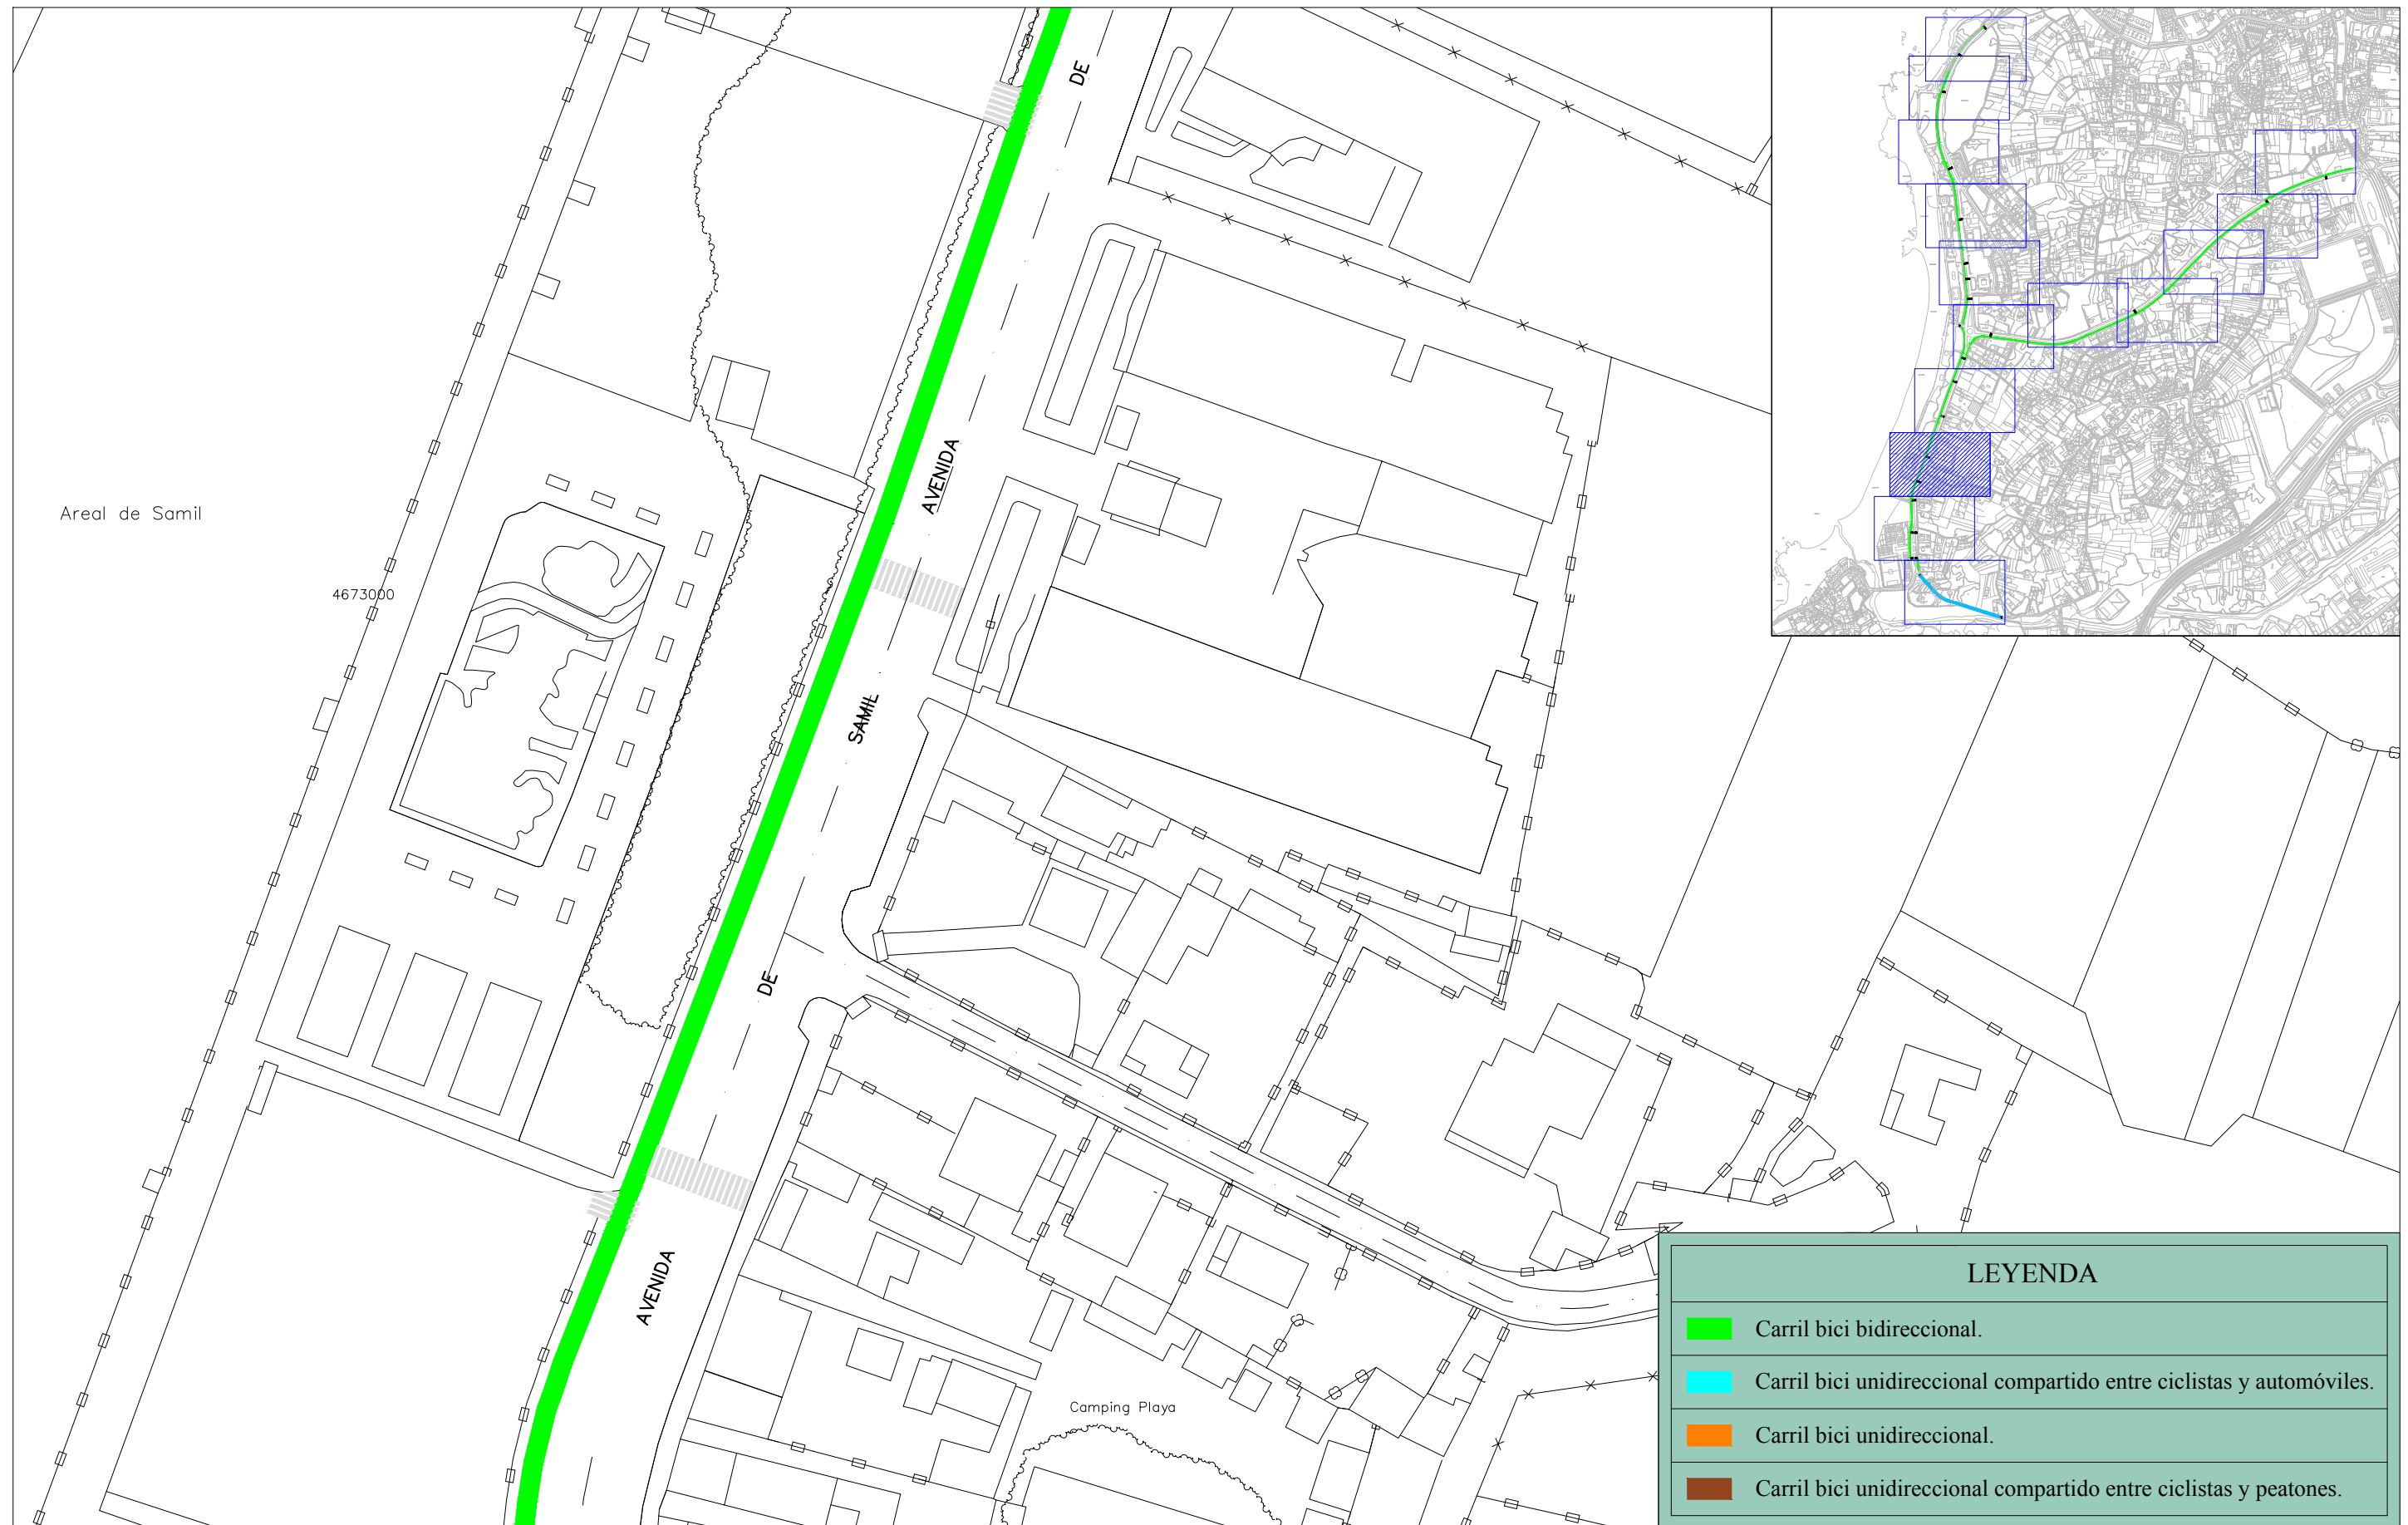 DE
AVENIDA
Areal de Samil
4673000
SAMIL
DE
AVENIDA
Camping Playa
LEYENDA
Carril bici bidireccional.
Carril bici unidireccional compartido entre ciclistas y automóviles.
Carril bici unidireccional.
Carril bici unidireccional compartido entre ciclistas y peatones.